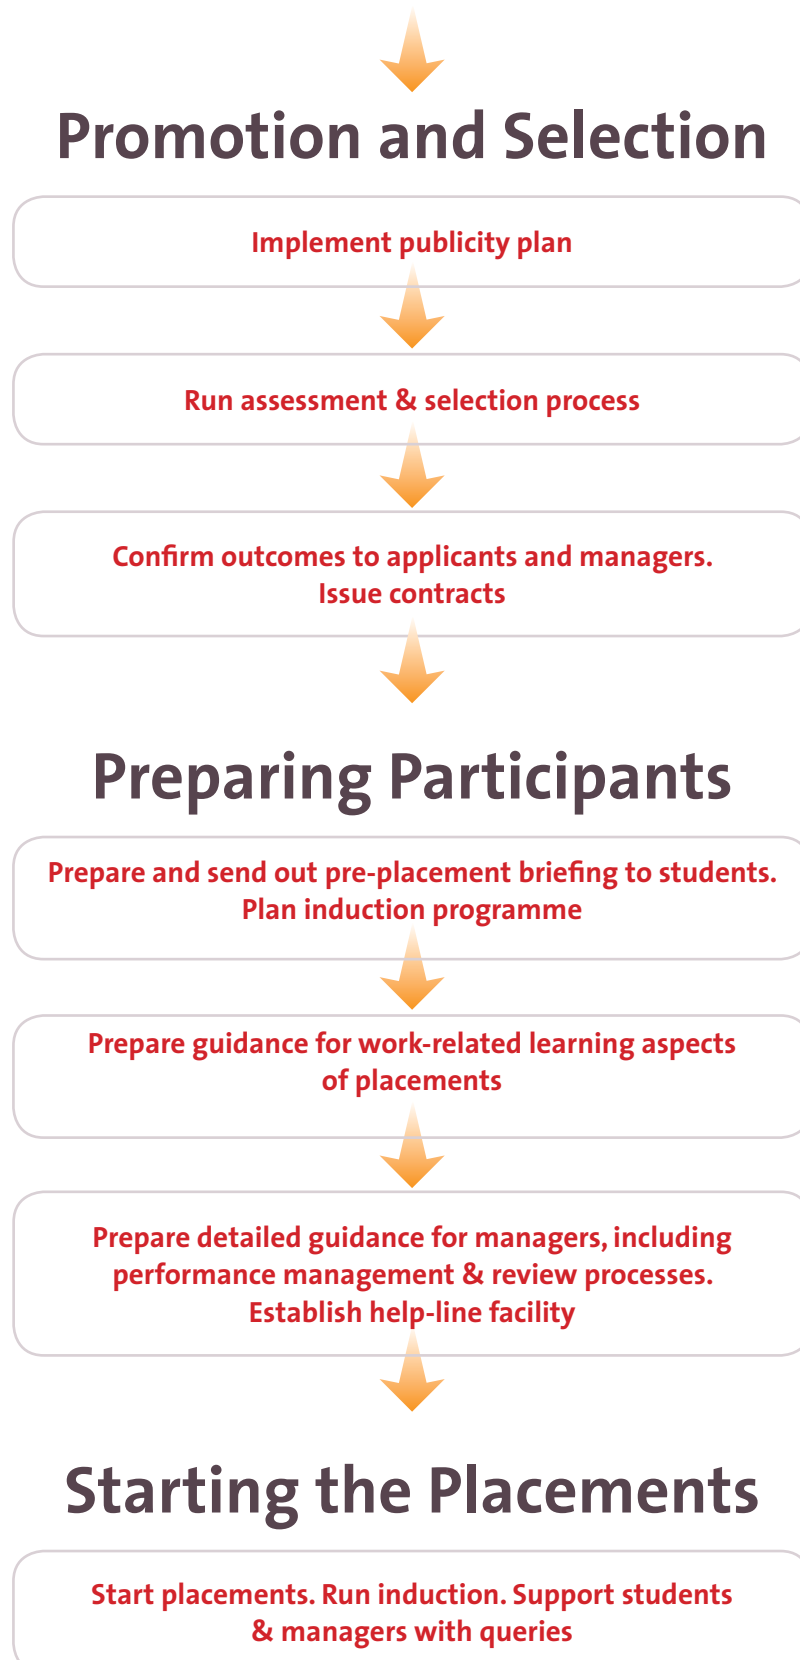 Promotion and Selection
Implement publicity plan
Run assessment & selection process
Confirm outcomes to applicants and managers.
Issue contracts
Preparing Participants
Prepare and send out pre-placement briefing to students.
Plan induction programme
Prepare guidance for work-related learning aspects
of placements
Prepare detailed guidance for managers, including
performance management & review processes.
Establish help-line facility
Starting the Placements
Start placements. Run induction. Support students
& managers with queries